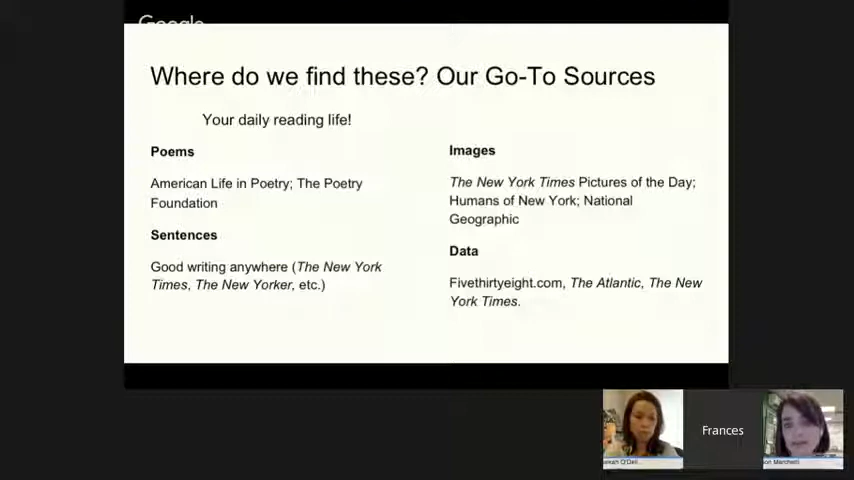 Google
Where do we find these? Our Go-To Sources
Your daily reading life!
Poems
American Life in Poetry; The Poetry
Foundation
Sentences
Good writing anywhere (The New York
Times, The New Yorker, etc.)
Images
The New York Times Pictures of the Day;
Humans of New York; National
Geographic
Data
Fivethirtyeight.com, The Atlantic, The New
York Times.
Frances
O'Dell
Marchetti